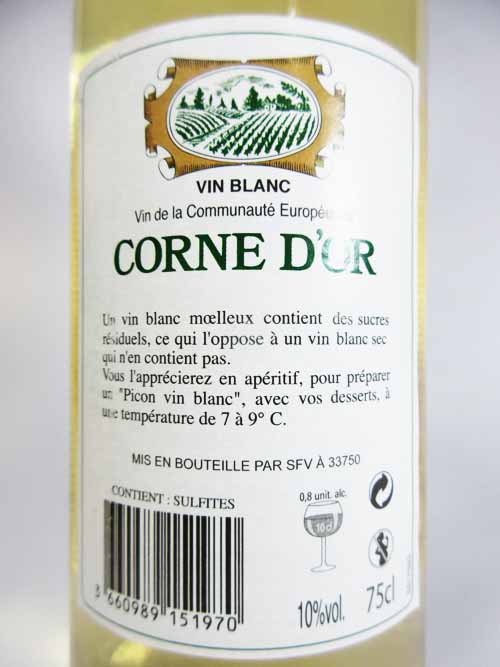 VIN BLANC
Vin de la Communauté Européenne
CORNE D'OR
Un vin blanc mœlleux contient des sucres
résiduels, ce qui l'oppose à un vin blanc sec
qui n'en contient pas.
Vous l'apprécierez en apéritif, pour préparer
un "Picon vin blanc", avec vos desserts, à
une température de 7 à 9° C.
MIS EN BOUTEILLE PAR SFV À 33750
CONTIENT : SULFITES
0,8 unit. alc.
10cl
3 660989 151970
10%vol. 75cl